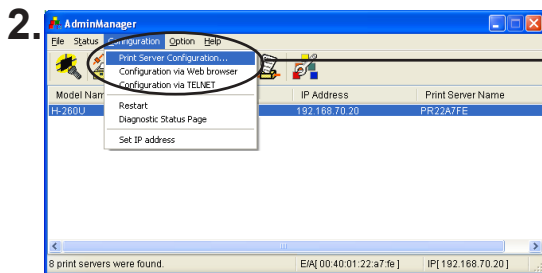 2.
AdminManager
File Status Configuration Option Help
Print Server Configuration...
Configuration via Web browser
Configuration via TELNET
Restart
Diagnostic Status Page
Set IP address
Model Nam IP Address Print Server Name
H-260U 192.168.70.20 PR22A7FE
8 print servers were found. E/A[ 00:40:01:22:a7:fe ] IP[ 192.168.70.20 ]